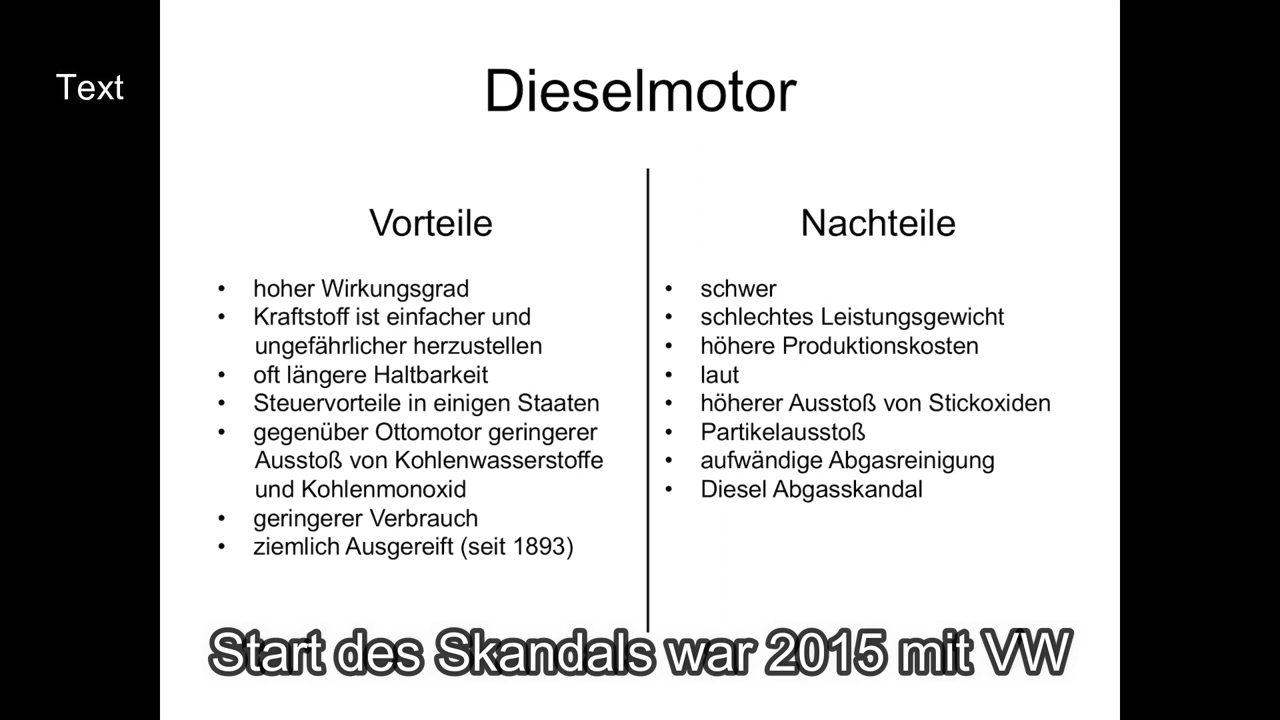 Text
Dieselmotor
Vorteile
• hoher Wirkungsgrad
• Kraftstoff ist einfacher und
ungefährlicher herzustellen
• oft längere Haltbarkeit
• Steuervorteile in einigen Staaten
• gegenüber Ottomotor geringerer
Ausstoß von Kohlenwasserstoffe
und Kohlenmonoxid
• geringerer Verbrauch
• ziemlich Ausgereift (seit 1893)
Nachteile
• schwer
• schlechtes Leistungsgewicht
• höhere Produktionskosten
• laut
• höherer Ausstoß von Stickoxiden
• Partikelausstoß
• aufwändige Abgasreinigung
• Diesel Abgasskandal
Start des Skandals war 2015 mit VW